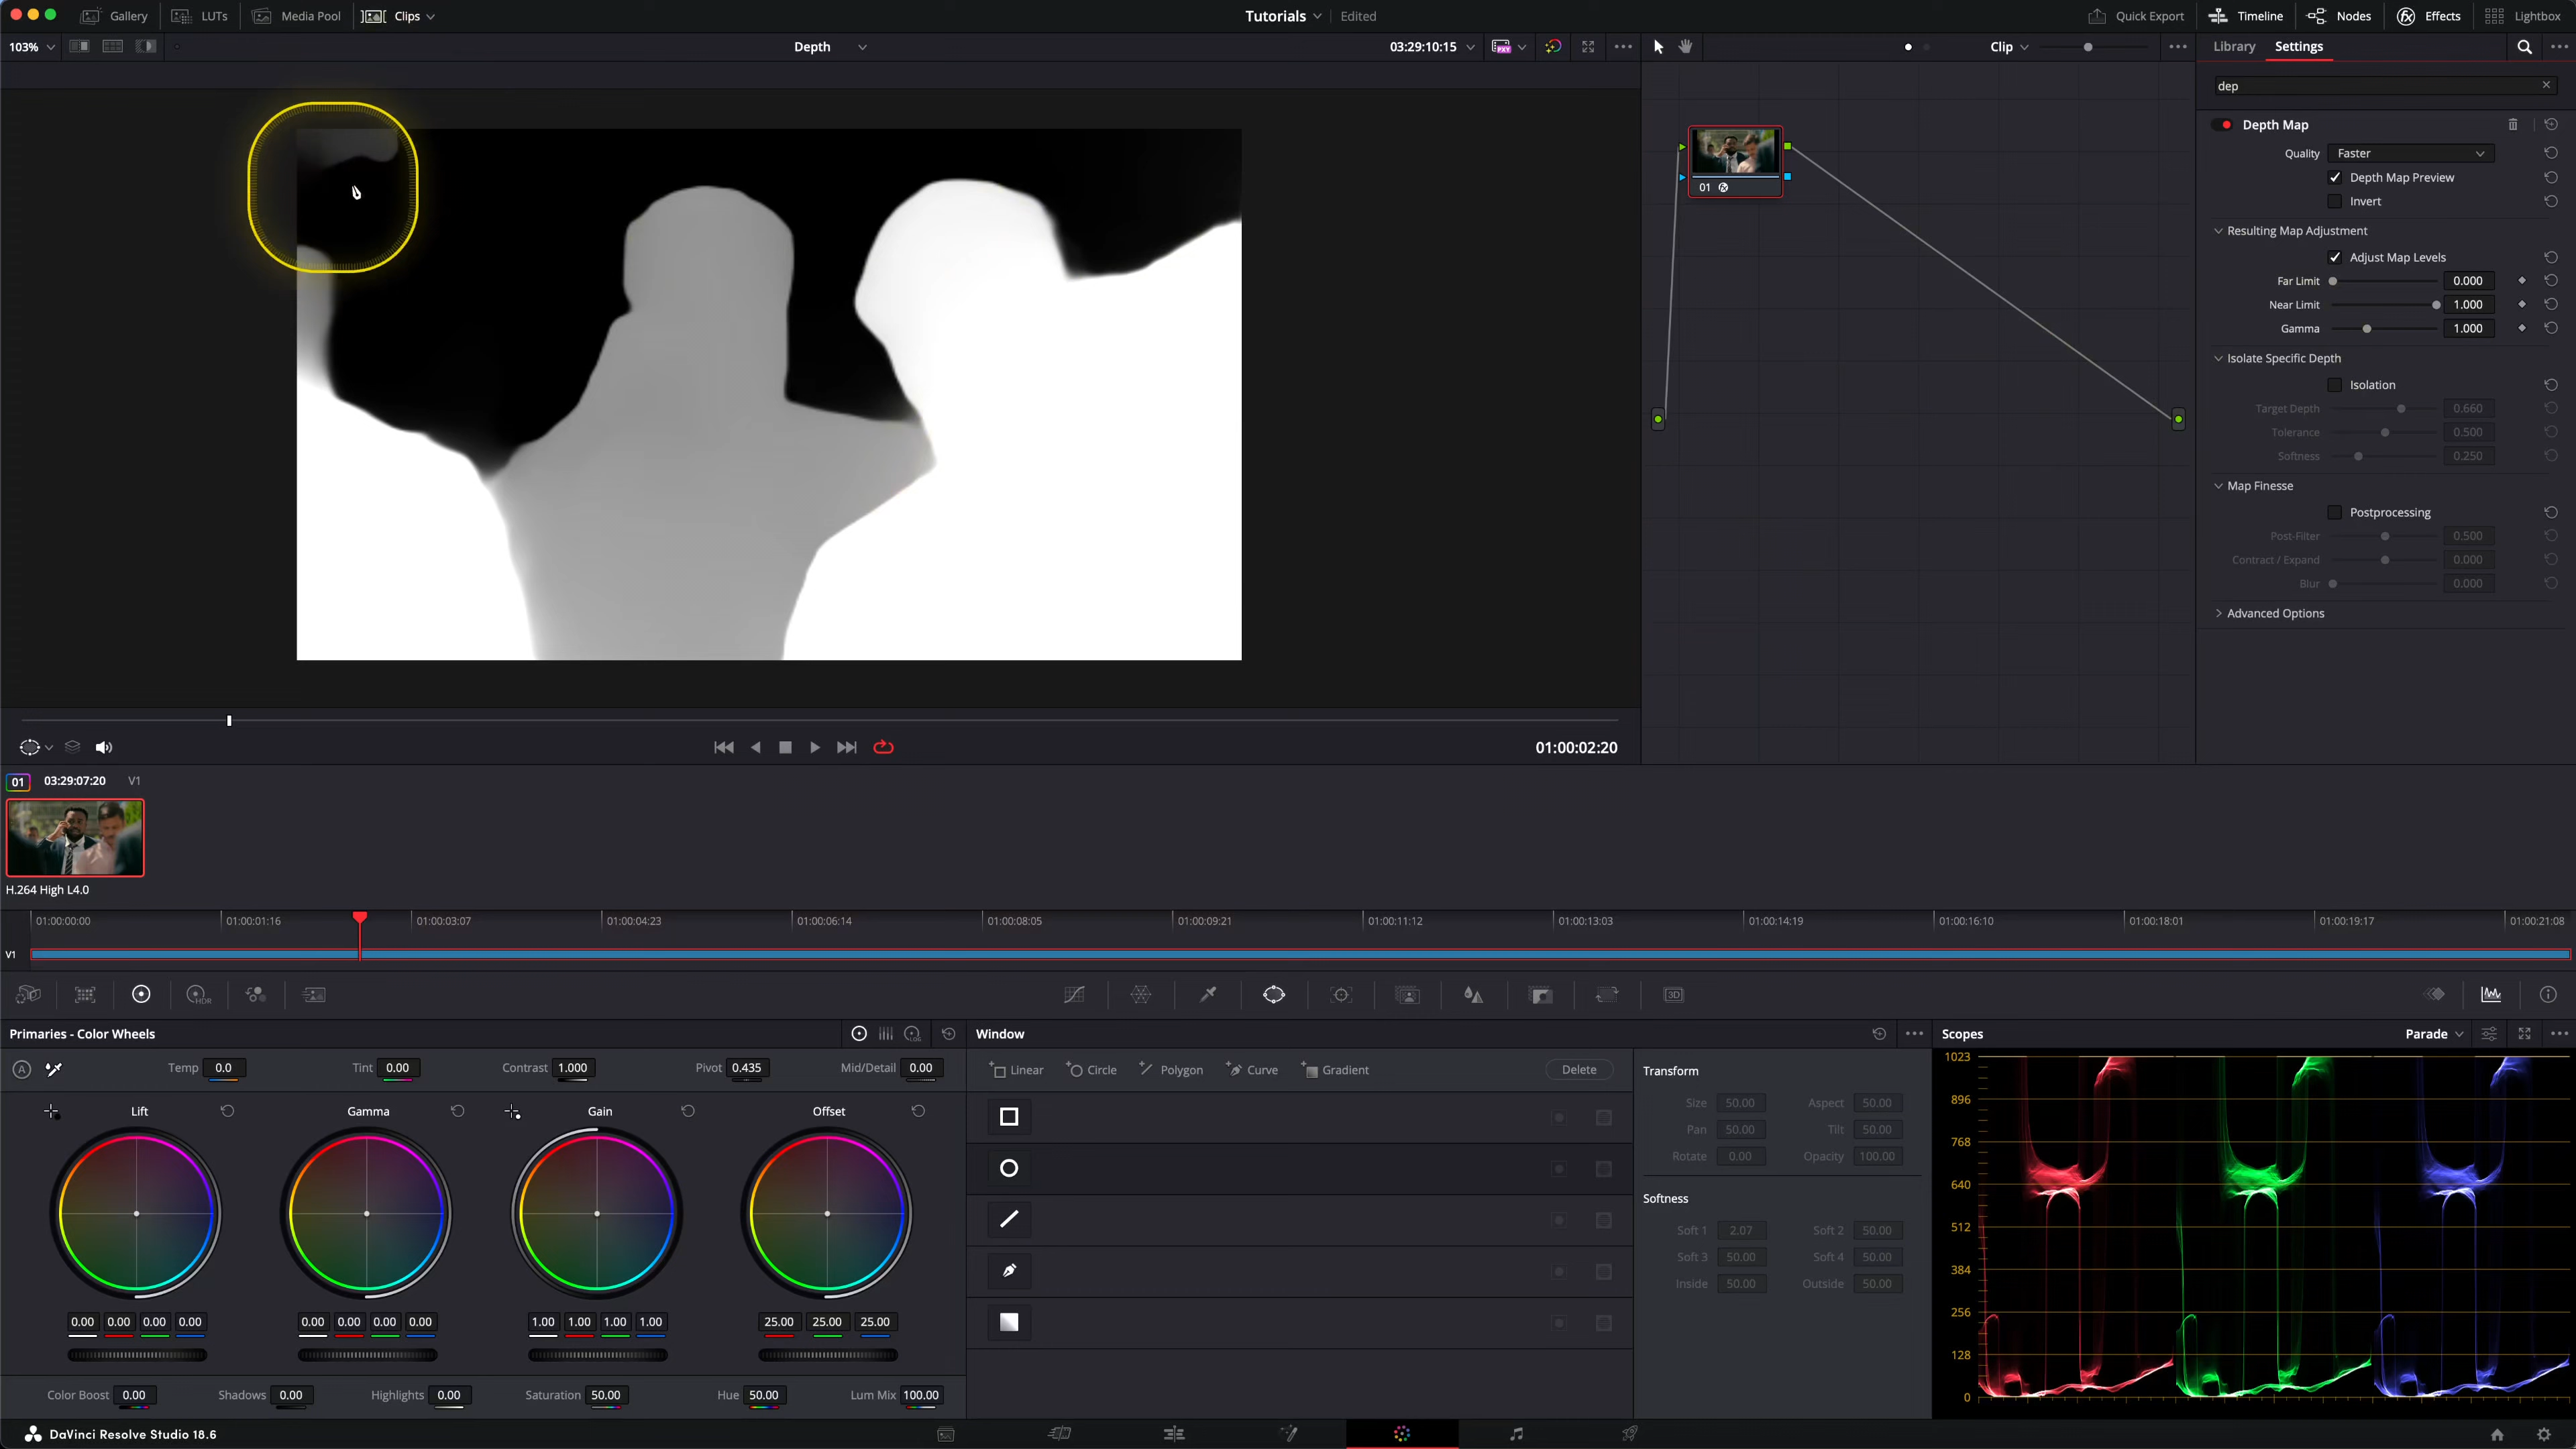 Gallery LUTs Media Pool Clips Tutorials Edited Quick Export Timeline Nodes Effects Lightbox
103% Depth 03:29:10:15 PXY Clip Library Settings
dep
Depth Map
Quality Faster
Depth Map Preview
Invert
Resulting Map Adjustment
Adjust Map Levels
Far Limit 0.000
Near Limit 1.000
Gamma 1.000
Isolate Specific Depth
Isolation
Target Depth 0.660
Tolerance 0.500
Softness 0.250
Map Finesse
Postprocessing
Post-Filter 0.500
Contract / Expand 0.000
Blur 0.000
Advanced Options
01
01:00:02:20
01 03:29:07:20 V1
H.264 High L4.0
01:00:00:00 01:00:01:16 01:00:03:07 01:00:04:23 01:00:06:14 01:00:08:05 01:00:09:21 01:00:11:12 01:00:13:03 01:00:14:19 01:00:16:10 01:00:18:01 01:00:19:17 01:00:21:08
V1
HDR 3D
Primaries - Color Wheels LOG Window Scopes Parade
A Temp 0.0 Tint 0.00 Contrast 1.000 Pivot 0.435 Mid/Detail 0.00
Linear Circle Polygon Curve Gradient Delete
Lift Gamma Gain Offset
0.00 0.00 0.00 0.00 0.00 0.00 0.00 0.00 1.00 1.00 1.00 1.00 25.00 25.00 25.00
Color Boost 0.00 Shadows 0.00 Highlights 0.00 Saturation 50.00 Hue 50.00 Lum Mix 100.00
Transform
Size 50.00 Aspect 50.00
Pan 50.00 Tilt 50.00
Rotate 0.00 Opacity 100.00
Softness
Soft 1 2.07 Soft 2 50.00
Soft 3 50.00 Soft 4 50.00
Inside 50.00 Outside 50.00
1023
896
768
640
512
384
256
128
0
DaVinci Resolve Studio 18.6